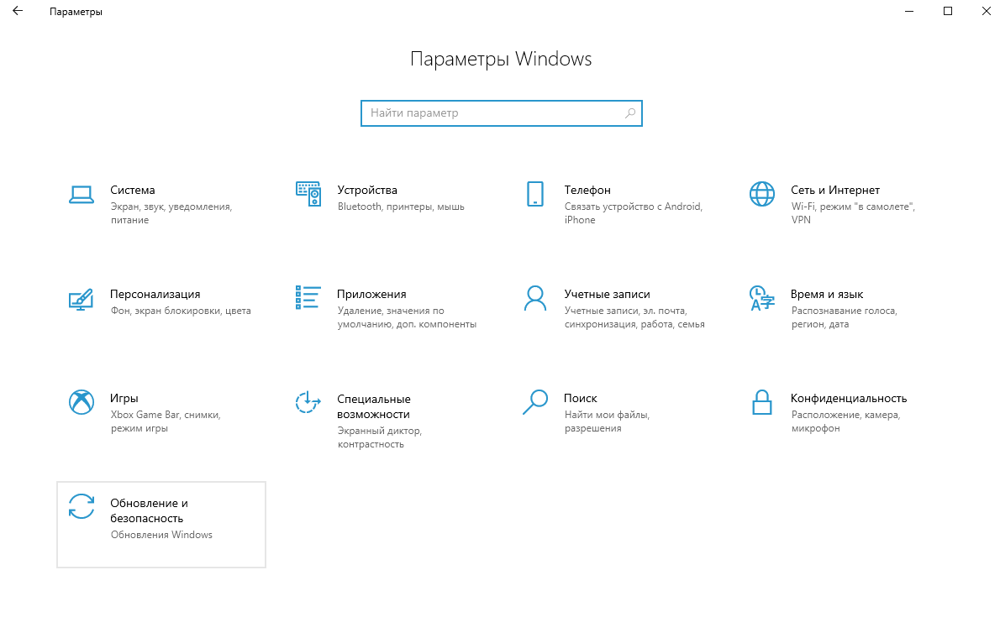 Параметры
Параметры Windows
Найти параметр
Система
Экран, звук, уведомления,
питание
Устройства
Bluetooth, принтеры, мышь
Телефон
Связать устройство с Android,
iPhone
Сеть и Интернет
Wi-Fi, режим "в самолете",
VPN
Персонализация
Фон, экран блокировки, цвета
Приложения
Удаление, значения по
умолчанию, доп. компоненты
Учетные записи
Учетные записи, эл. почта,
синхронизация, работа, семья
Время и язык
Распознавание голоса,
регион, дата
Игры
Xbox Game Bar, снимки,
режим игры
Специальные
возможности
Экранный диктор,
контрастность
Поиск
Найти мои файлы,
разрешения
Конфиденциальность
Расположение, камера,
микрофон
Обновление и
безопасность
Обновления Windows